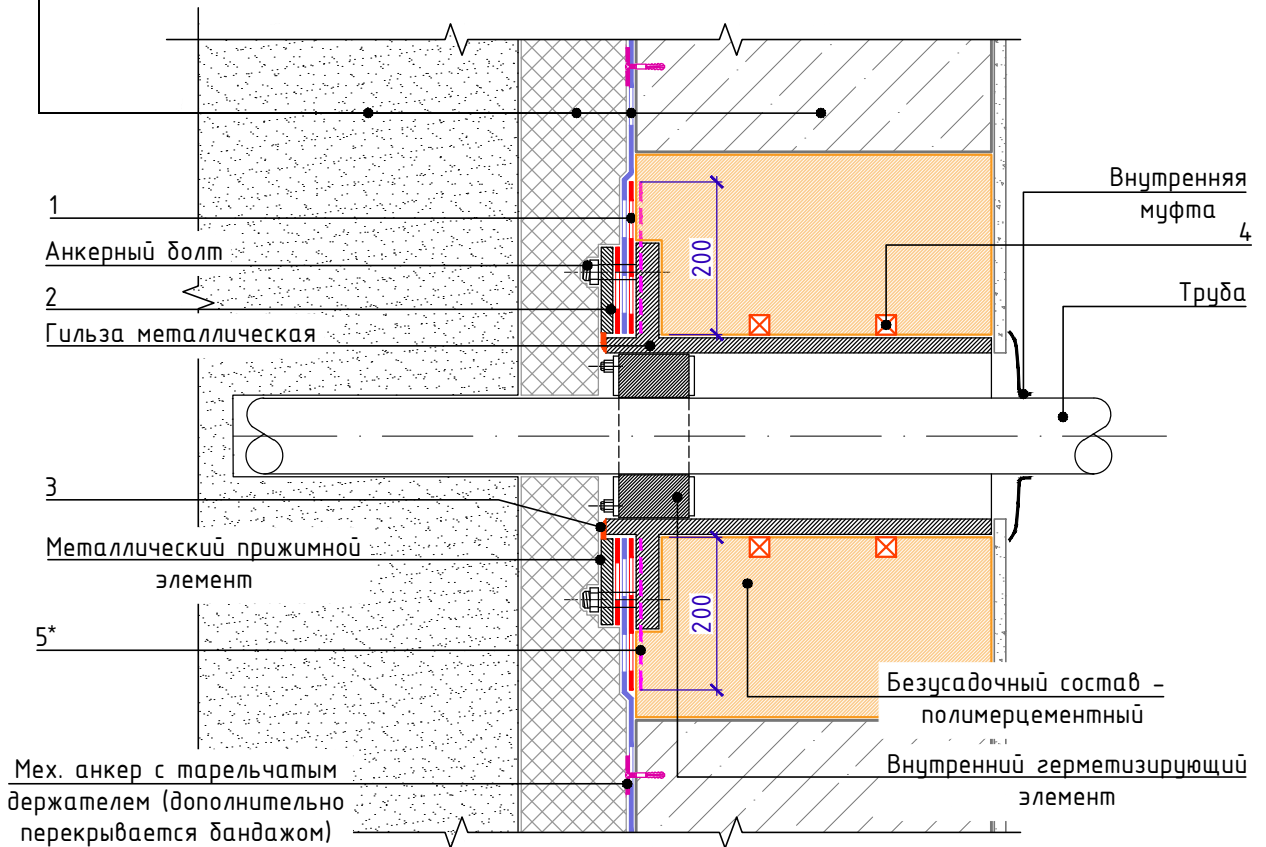 1
Анкерный болт
2
Гильза металлическая
3
Металлический прижимной
элемент
5*
Мех. анкер с тарельчатым
держателем (дополнительно
перекрывается бандажом)
200
200
Внутренняя
муфта
4
Труба
Безусадочный состав -
полимерцементный
Внутренний герметизирующий
элемент